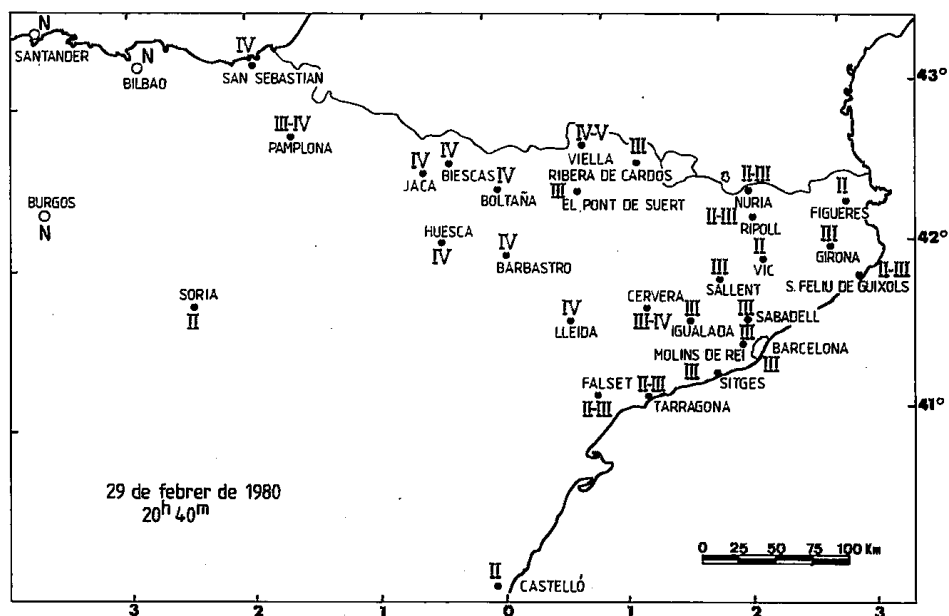 N
SANTANDER
N
BILBAO
IV
SAN SEBASTIAN
43°
III-IV
PAMPLONA
IV
JACA
IV
BIESCAS
IV
BOLTAÑA
IV-V
VIELLA
III
RIBERA DE CARDOS
III
EL PONT DE SUERT
II-III
NURIA
II-III
RIPOLL
II
FIGUERES
BURGOS
N
HUESCA
IV
IV
BARBASTRO
II
VIC
III
GIRONA
42°
II-III
S. FELIU DE GUIXOLS
III
SALLENT
SORIA
II
IV
LLEIDA
CERVERA
III-IV
III
IGUALADA
III
SABADELL
III
MOLINS DE REI
BARCELONA
III
III
SITGES
FALSET
II-III
II-III
TARRAGONA
41°
29 de febrer de 1980
20h 40m
0 25 50 75 100 Km
II
CASTELLÓ
3 2 1 0 1 2 3